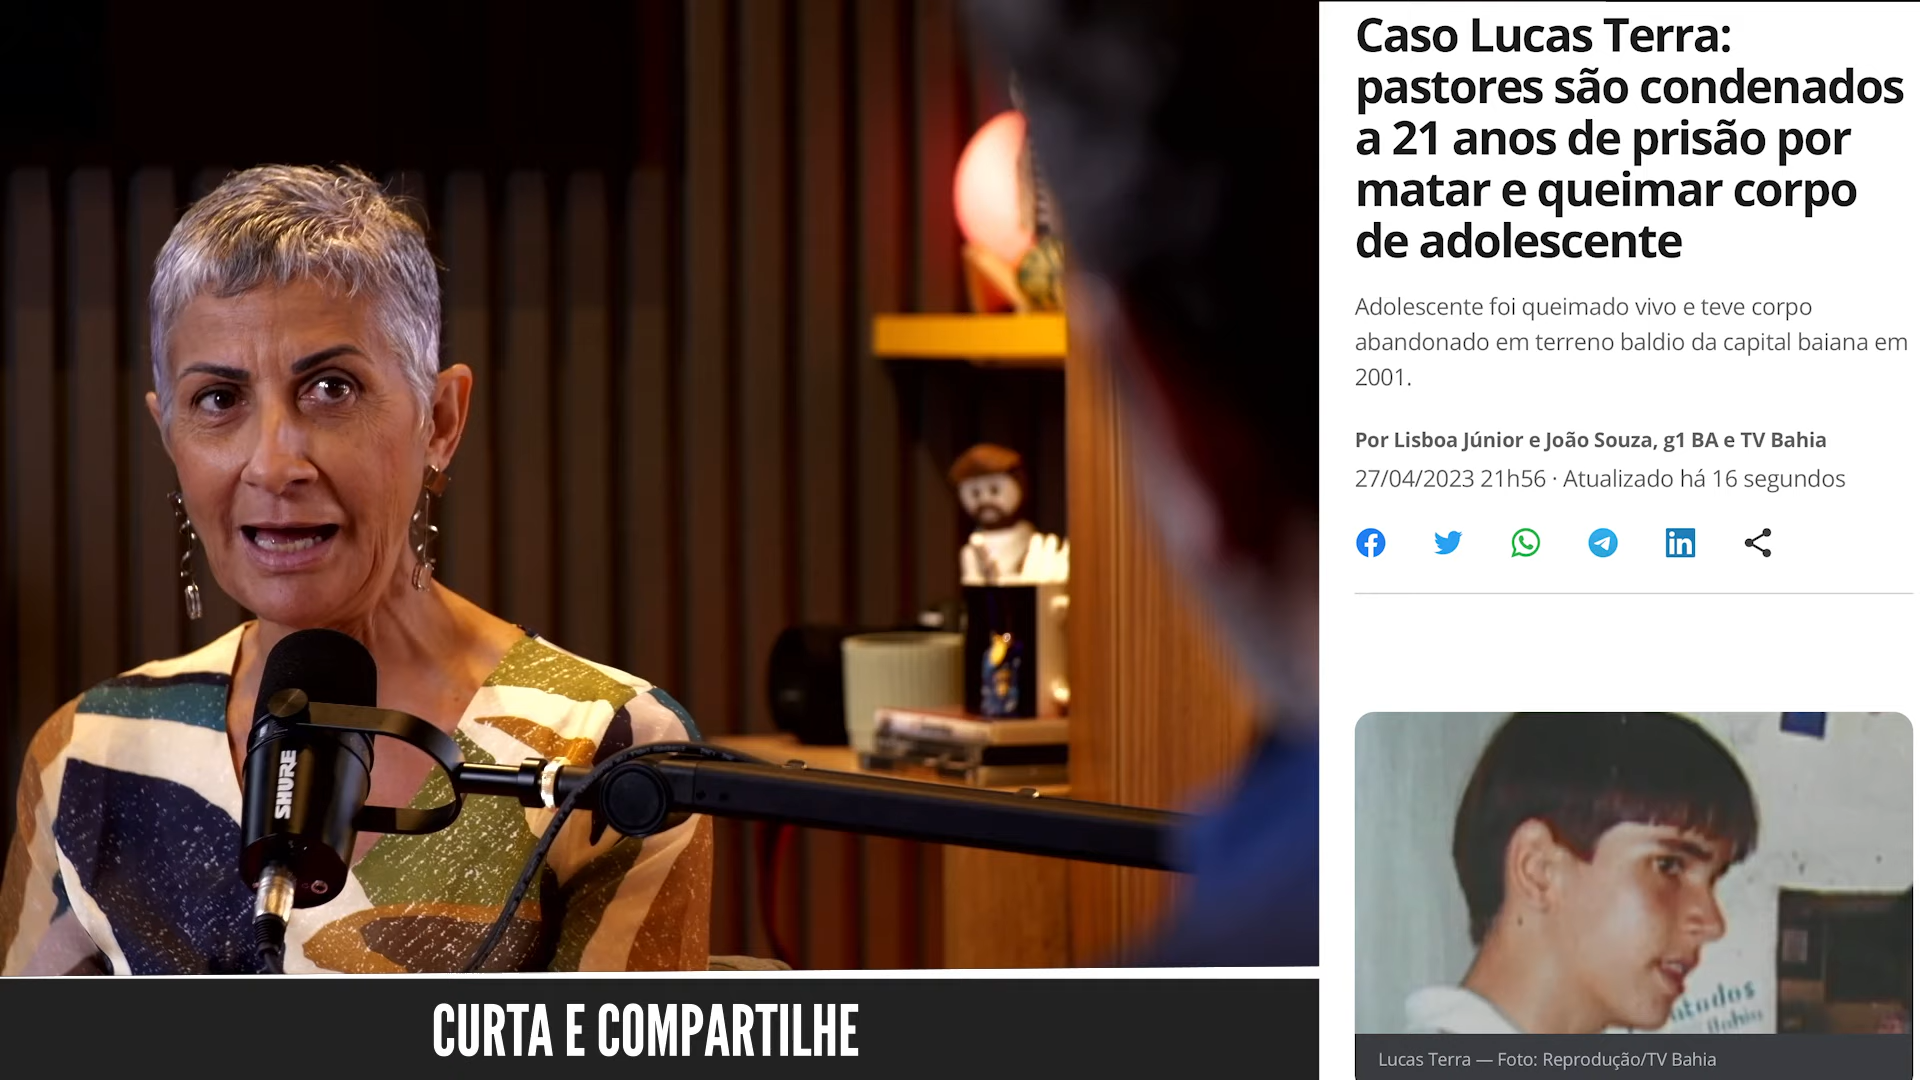 SHURE
CURTA E COMPARTILHE
Caso Lucas Terra:
pastores são condenados
a 21 anos de prisão por
matar e queimar corpo
de adolescente
Adolescente foi queimado vivo e teve corpo
abandonado em terreno baldio da capital baiana em
2001.
Por Lisboa Júnior e João Souza, g1 BA e TV Bahia
27/04/2023 21h56 · Atualizado há 16 segundos
Lucas Terra — Foto: Reprodução/TV Bahia